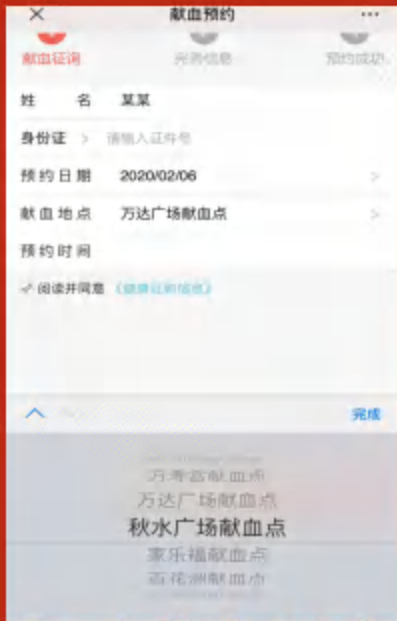 献血预约
献血征询
完善信息
预约成功
姓 名 某某
身份证 请输入证件号
预约日期 2020/02/06
献血地点 万达广场献血点
预约时间
阅读并同意
完成
万寿宫献血点
万达广场献血点
秋水广场献血点
家乐福献血点
百花洲献血点